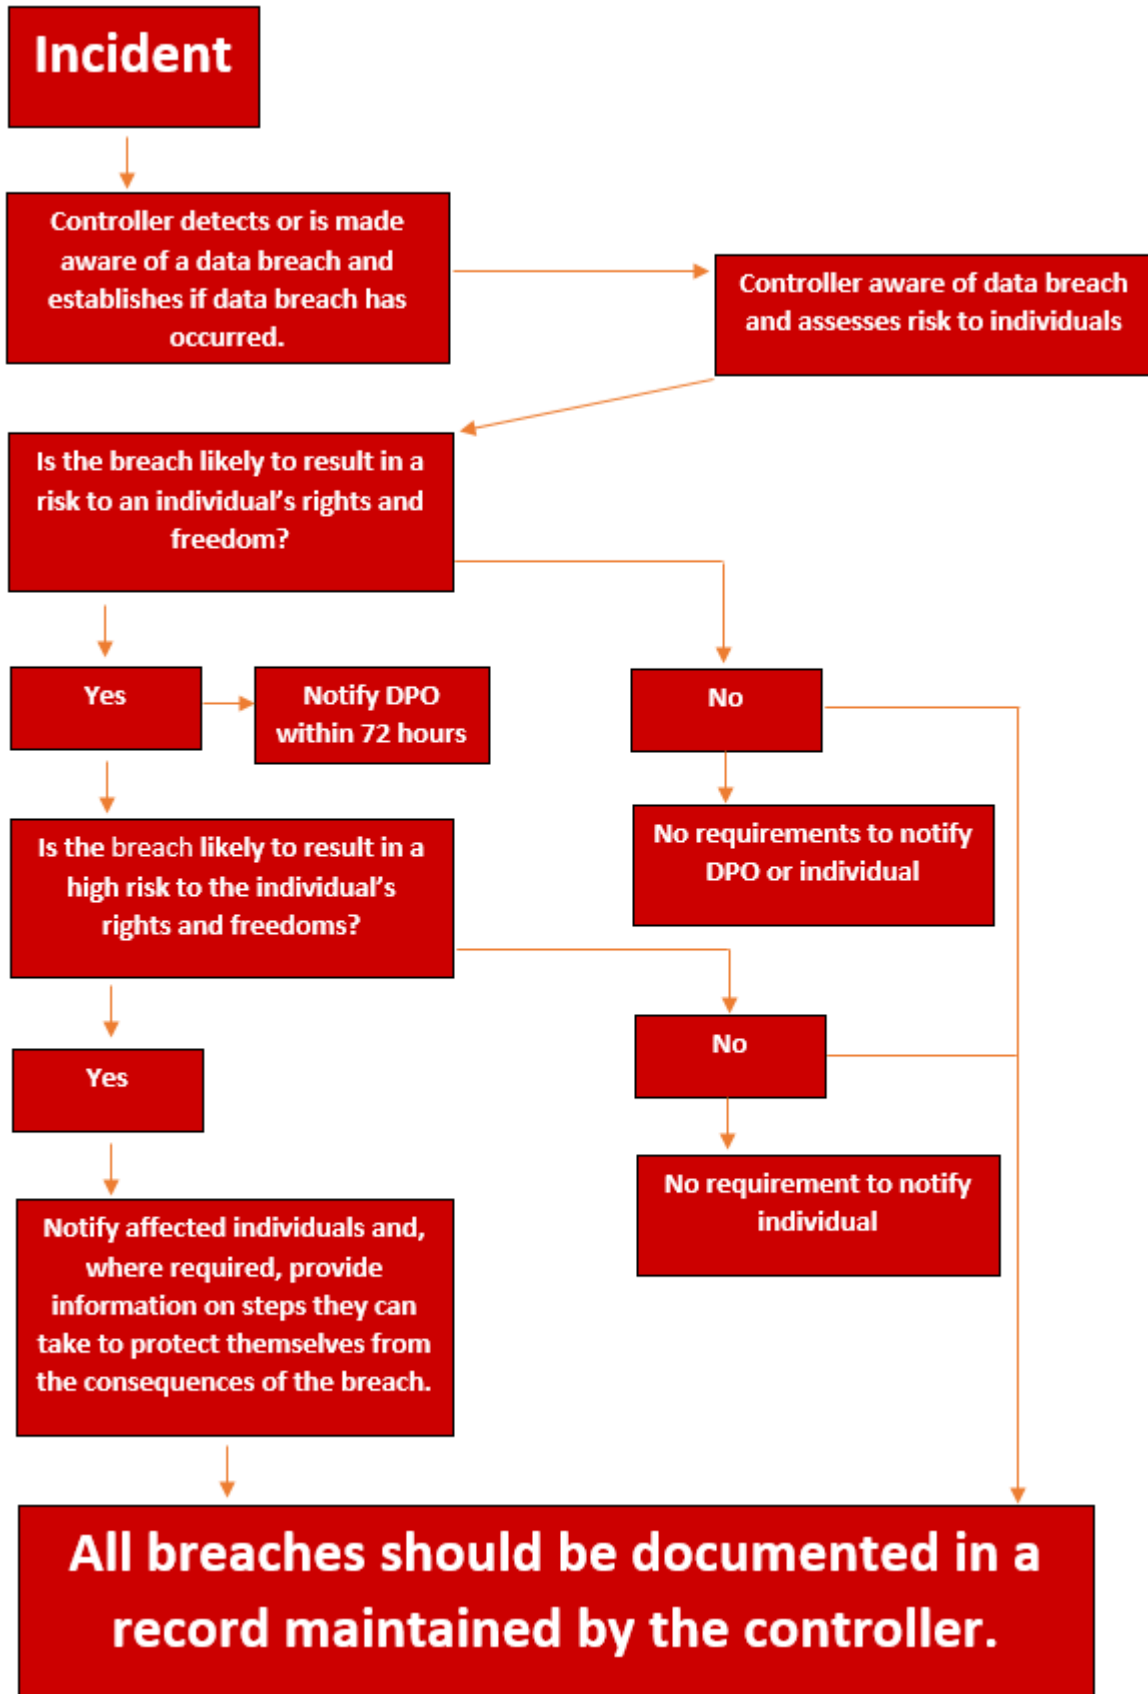 Incident
Controller detects or is made
aware of a data breach and
establishes if data breach has
occurred.
Controller aware of data breach
and assesses risk to individuals
Is the breach likely to result in a
risk to an individual’s rights and
freedom?
Yes
Notify DPO
within 72 hours
No
No requirements to notify
DPO or individual
Is the breach likely to result in a
high risk to the individual’s
rights and freedoms?
Yes
No
No requirement to notify
individual
Notify affected individuals and,
where required, provide
information on steps they can
take to protect themselves from
the consequences of the breach.
All breaches should be documented in a
record maintained by the controller.